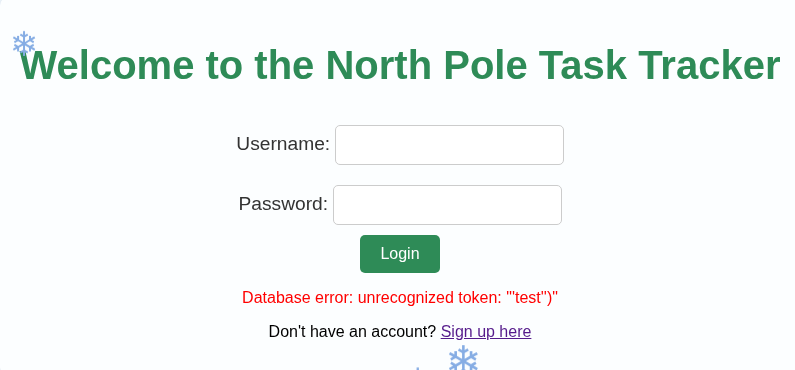 Welcome to the North Pole Task Tracker
Username:
Password:
Login
Database error: unrecognized token: "'test")"
Don't have an account? Sign up here